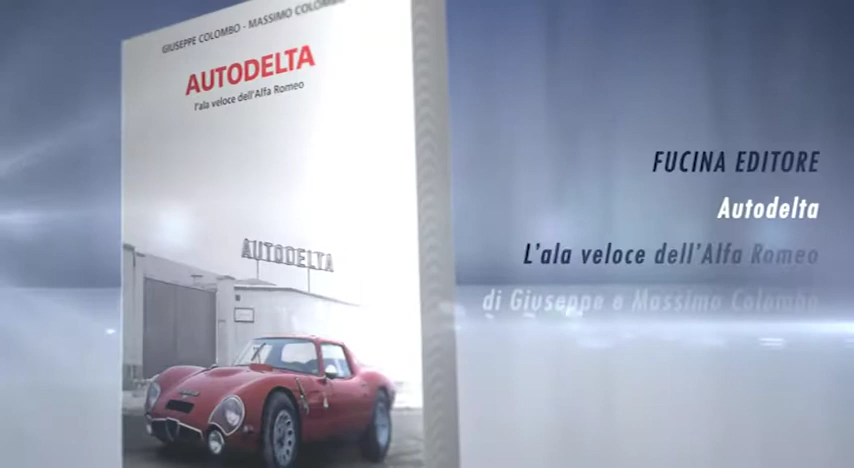 GIUSEPPE COLOMBO - MASSIMO COLOMBO
AUTODELTA
l'ala veloce dell'Alfa Romeo
AUTODELTA
FUCINA EDITORE
Autodelta
L'ala veloce dell'Alfa Romeo
di Giuseppe e Massimo Colombo